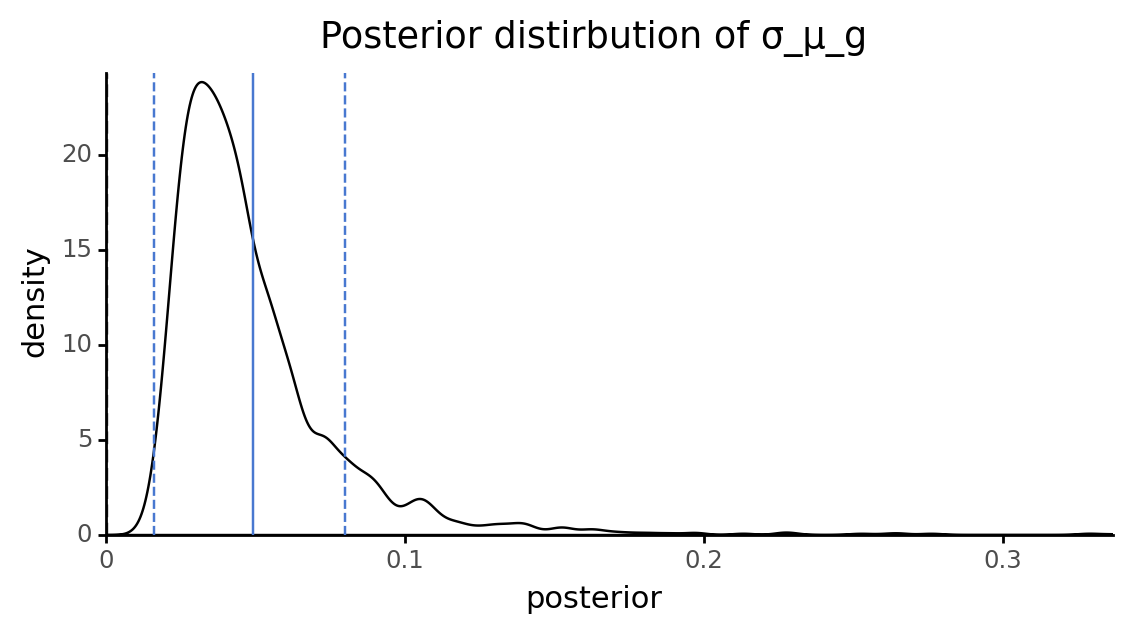 Posterior distirbution of σ_μ_g
density
20
15
10
5
0
0 0.1 0.2 0.3
posterior